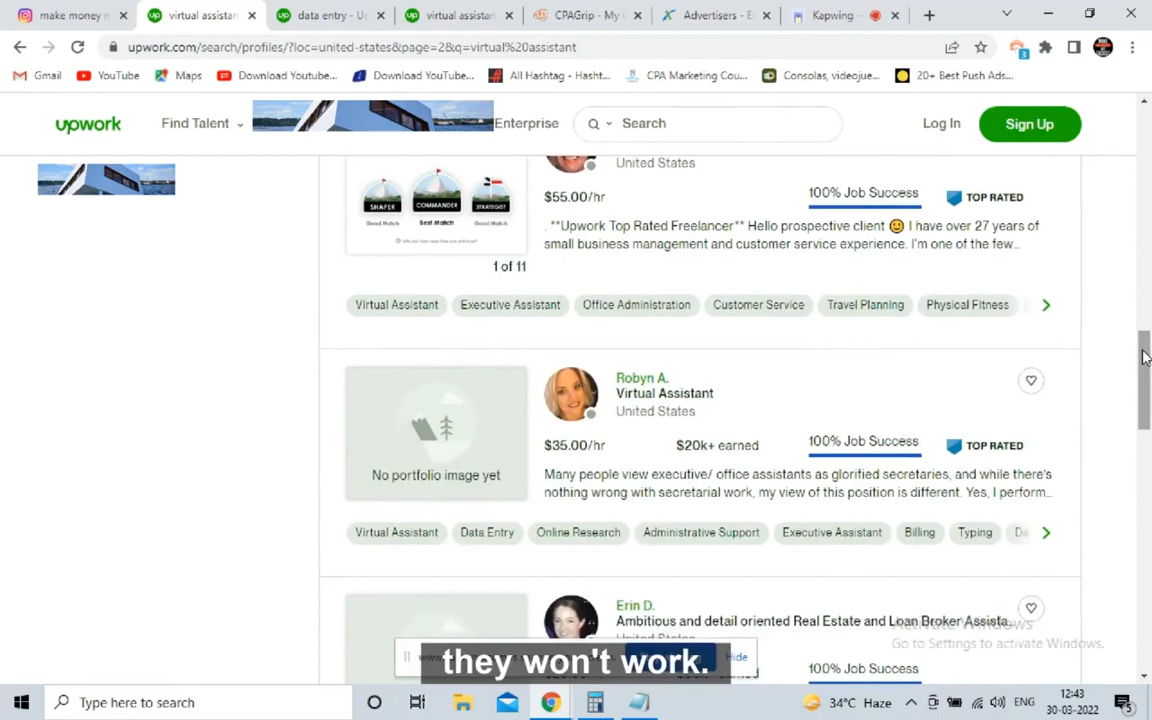 make money n
virtual assistan
data entry - Up
virtual assistan
CPAGrip - My C
Advertisers - E
Kapwing -
upwork.com/search/profiles/?loc=united-states&page=2&q=virtual%20assistant
Gmail
YouTube
Maps
Download Youtube...
Download YouTube...
All Hashtag - Hasht...
CPA Marketing Cou...
Consolas, videojue...
20+ Best Push Ads...
upwork
Find Talent
Enterprise
Search
Log In
Sign Up
United States
$55.00/hr
100% Job Success
TOP RATED
SHAPER
COMMANDER
STRATEGIST
Good Match
Best Match
Good Match
. **Upwork Top Rated Freelancer** Hello prospective client 😊 I have over 27 years of
small business management and customer service experience. I'm one of the few...
1 of 11
Virtual Assistant
Executive Assistant
Office Administration
Customer Service
Travel Planning
Physical Fitness
Robyn A.
Virtual Assistant
United States
$35.00/hr
$20k+ earned
100% Job Success
TOP RATED
No portfolio image yet
Many people view executive/ office assistants as glorified secretaries, and while there's
nothing wrong with secretarial work, my view of this position is different. Yes, I perform...
Virtual Assistant
Data Entry
Online Research
Administrative Support
Executive Assistant
Billing
Typing
Da
Erin D.
Ambitious and detail oriented Real Estate and Loan Broker Assista...
100% Job Success
Activate Windows
Go to Settings to activate Windows.
they won't work.
Hide
Type here to search
34°C Haze
ENG
12:43
30-03-2022
5